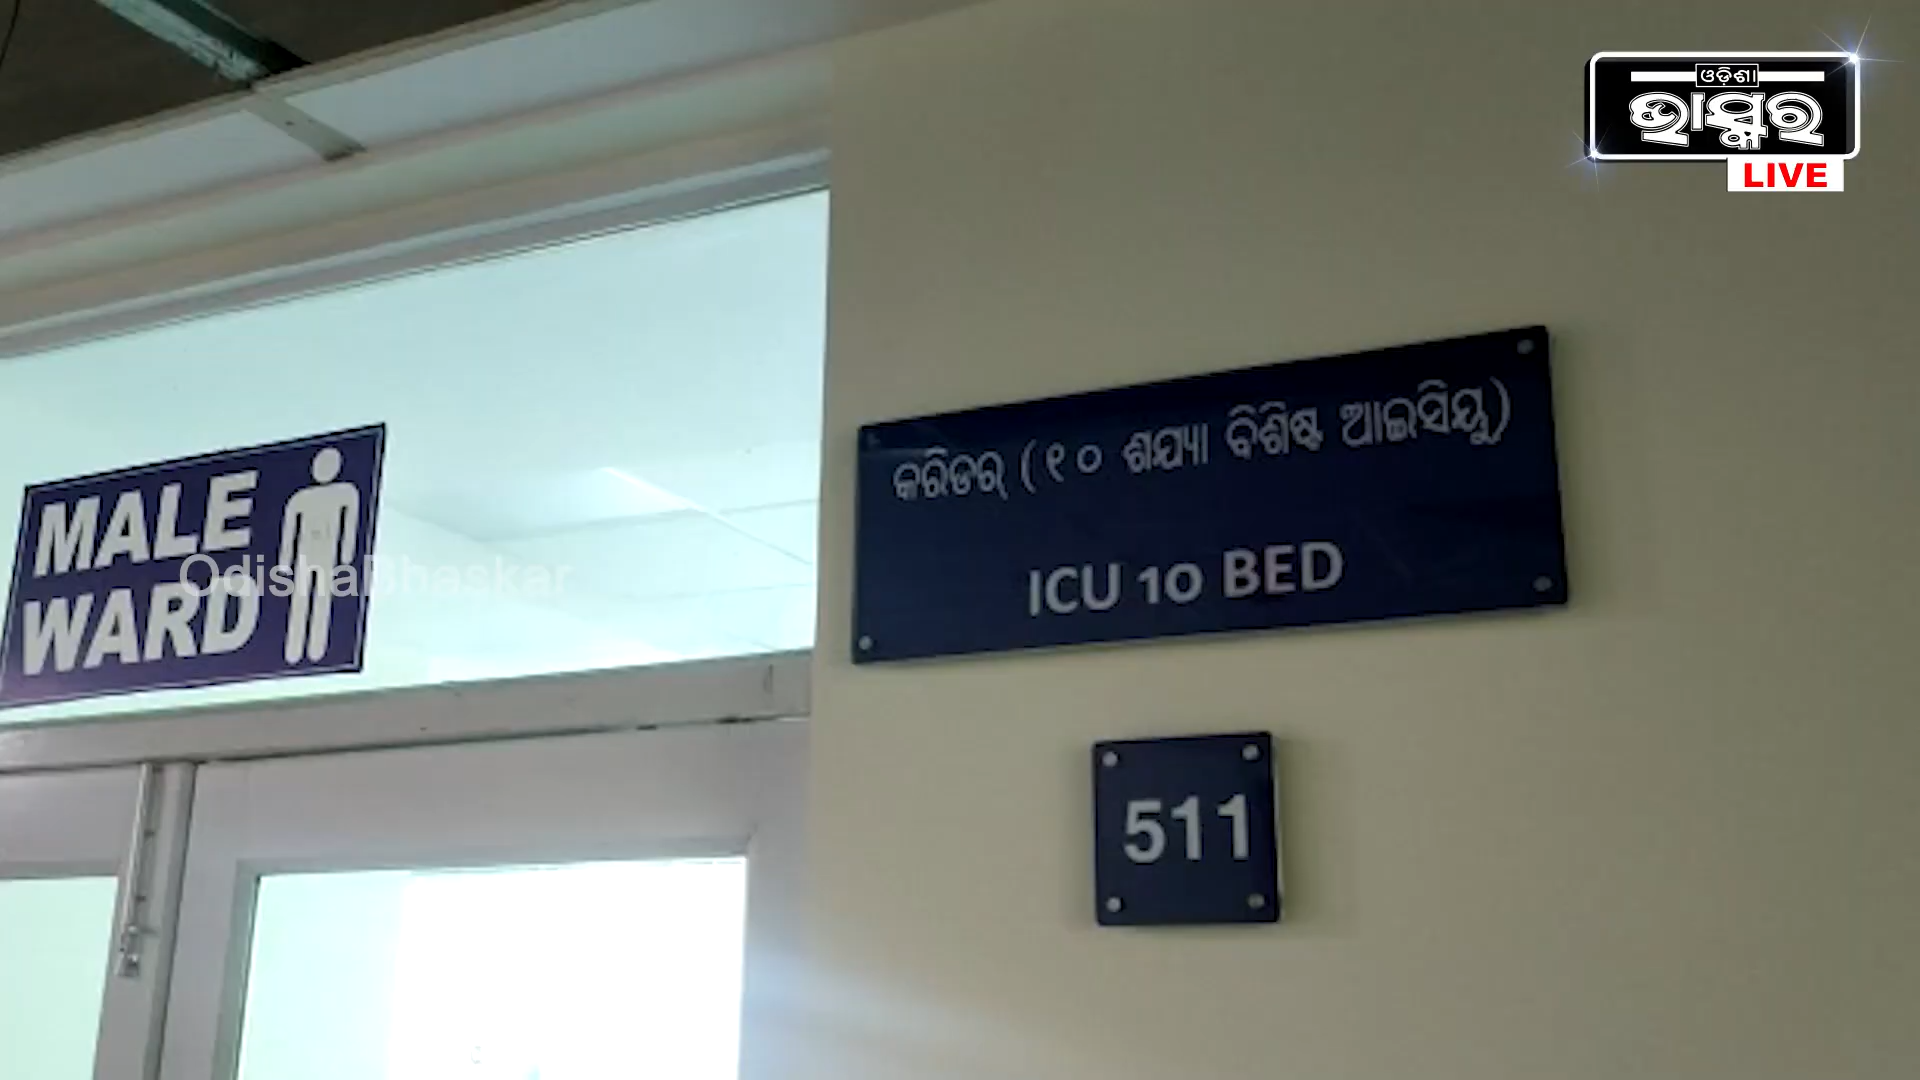 ଓଡ଼ିଶା
ଭାସ୍କର
LIVE
କରିଡର୍ (୧୦ ଶଯ୍ୟା ବିଶିଷ୍ଟ ଆଇସିୟୁ)
ICU 10 BED
MALE
WARD
OdishaBhaskar
511